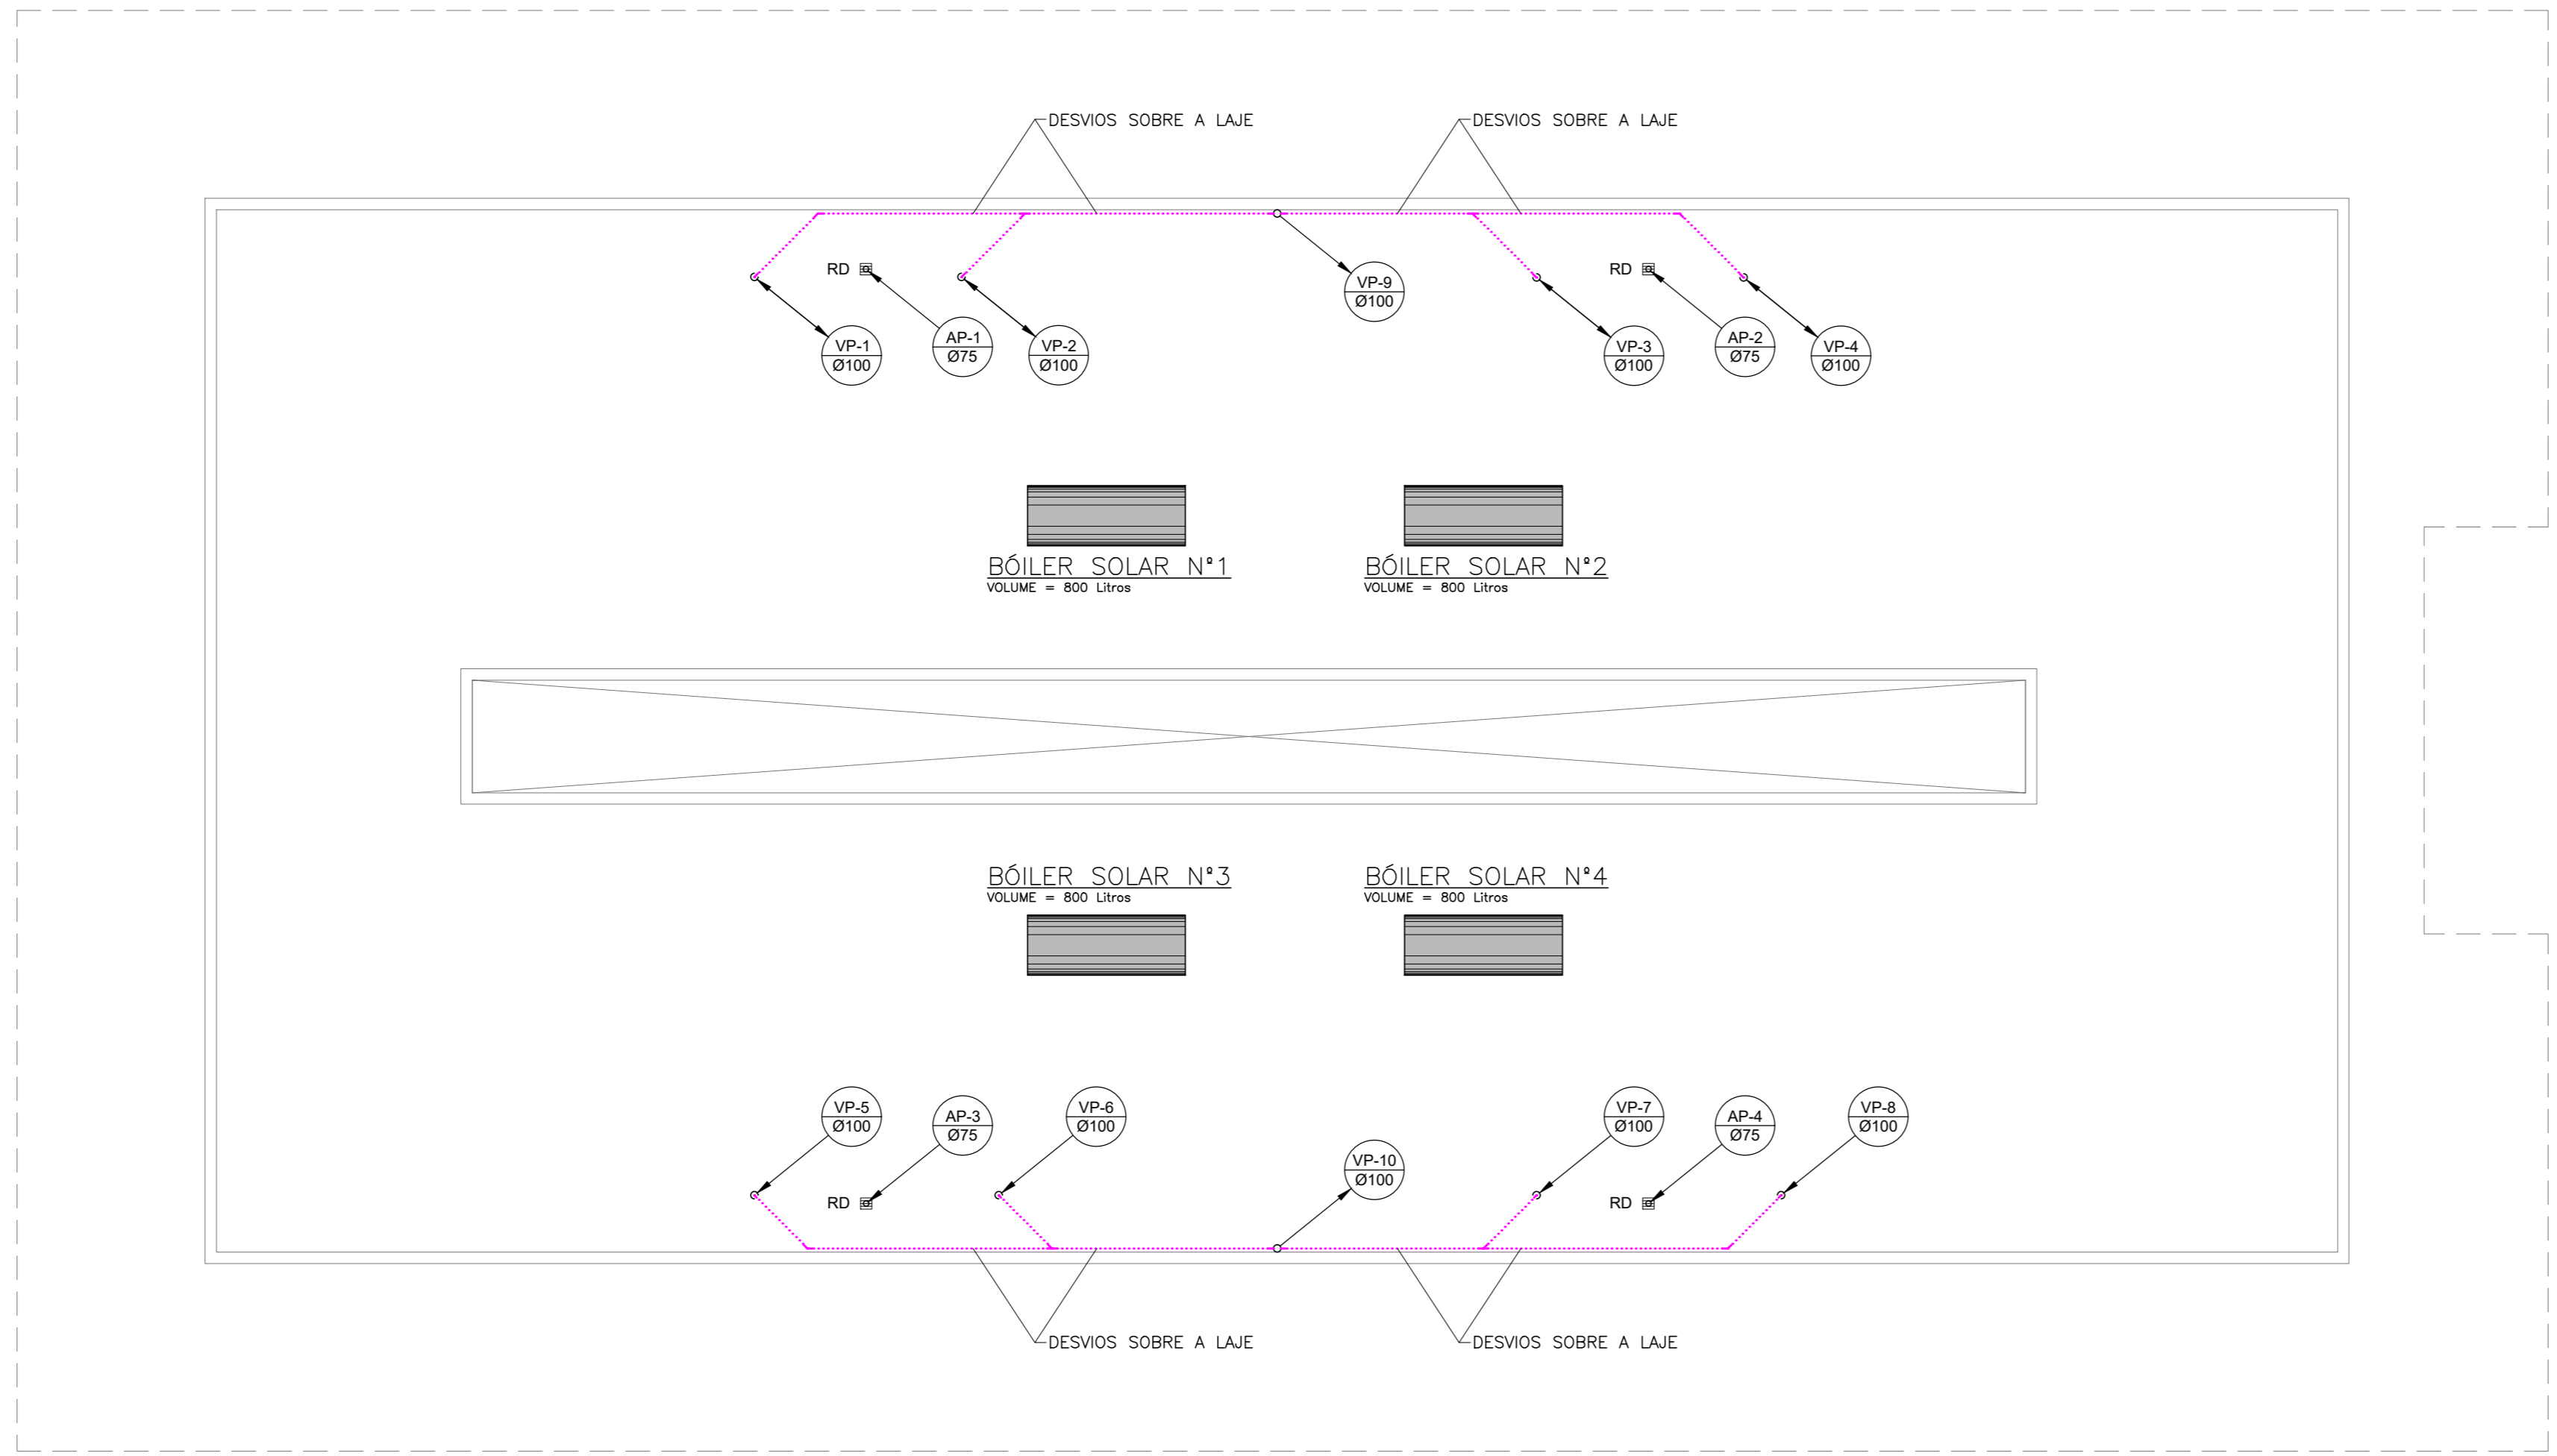 DESVIOS SOBRE A LAJE
DESVIOS SOBRE A LAJE
RD
RD
VP-9
Ø100
VP-1
Ø100
AP-1
Ø75
VP-2
Ø100
VP-3
Ø100
AP-2
Ø75
VP-4
Ø100
BÓILER SOLAR Nº1
VOLUME = 800 Litros
BÓILER SOLAR Nº2
VOLUME = 800 Litros
BÓILER SOLAR Nº3
VOLUME = 800 Litros
BÓILER SOLAR Nº4
VOLUME = 800 Litros
VP-5
Ø100
AP-3
Ø75
VP-6
Ø100
VP-10
Ø100
VP-7
Ø100
AP-4
Ø75
VP-8
Ø100
RD
RD
DESVIOS SOBRE A LAJE
DESVIOS SOBRE A LAJE